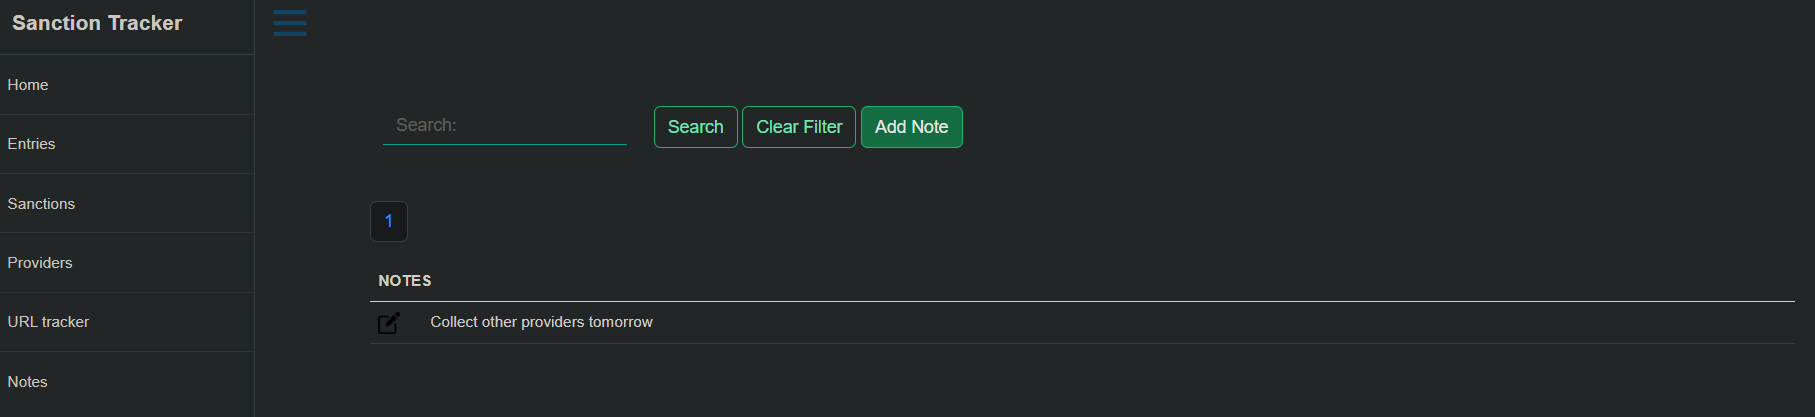 Sanction Tracker
Home
Entries
Sanctions
Providers
URL tracker
Notes
Search:
Search
Clear Filter
Add Note
1
NOTES
Collect other providers tomorrow